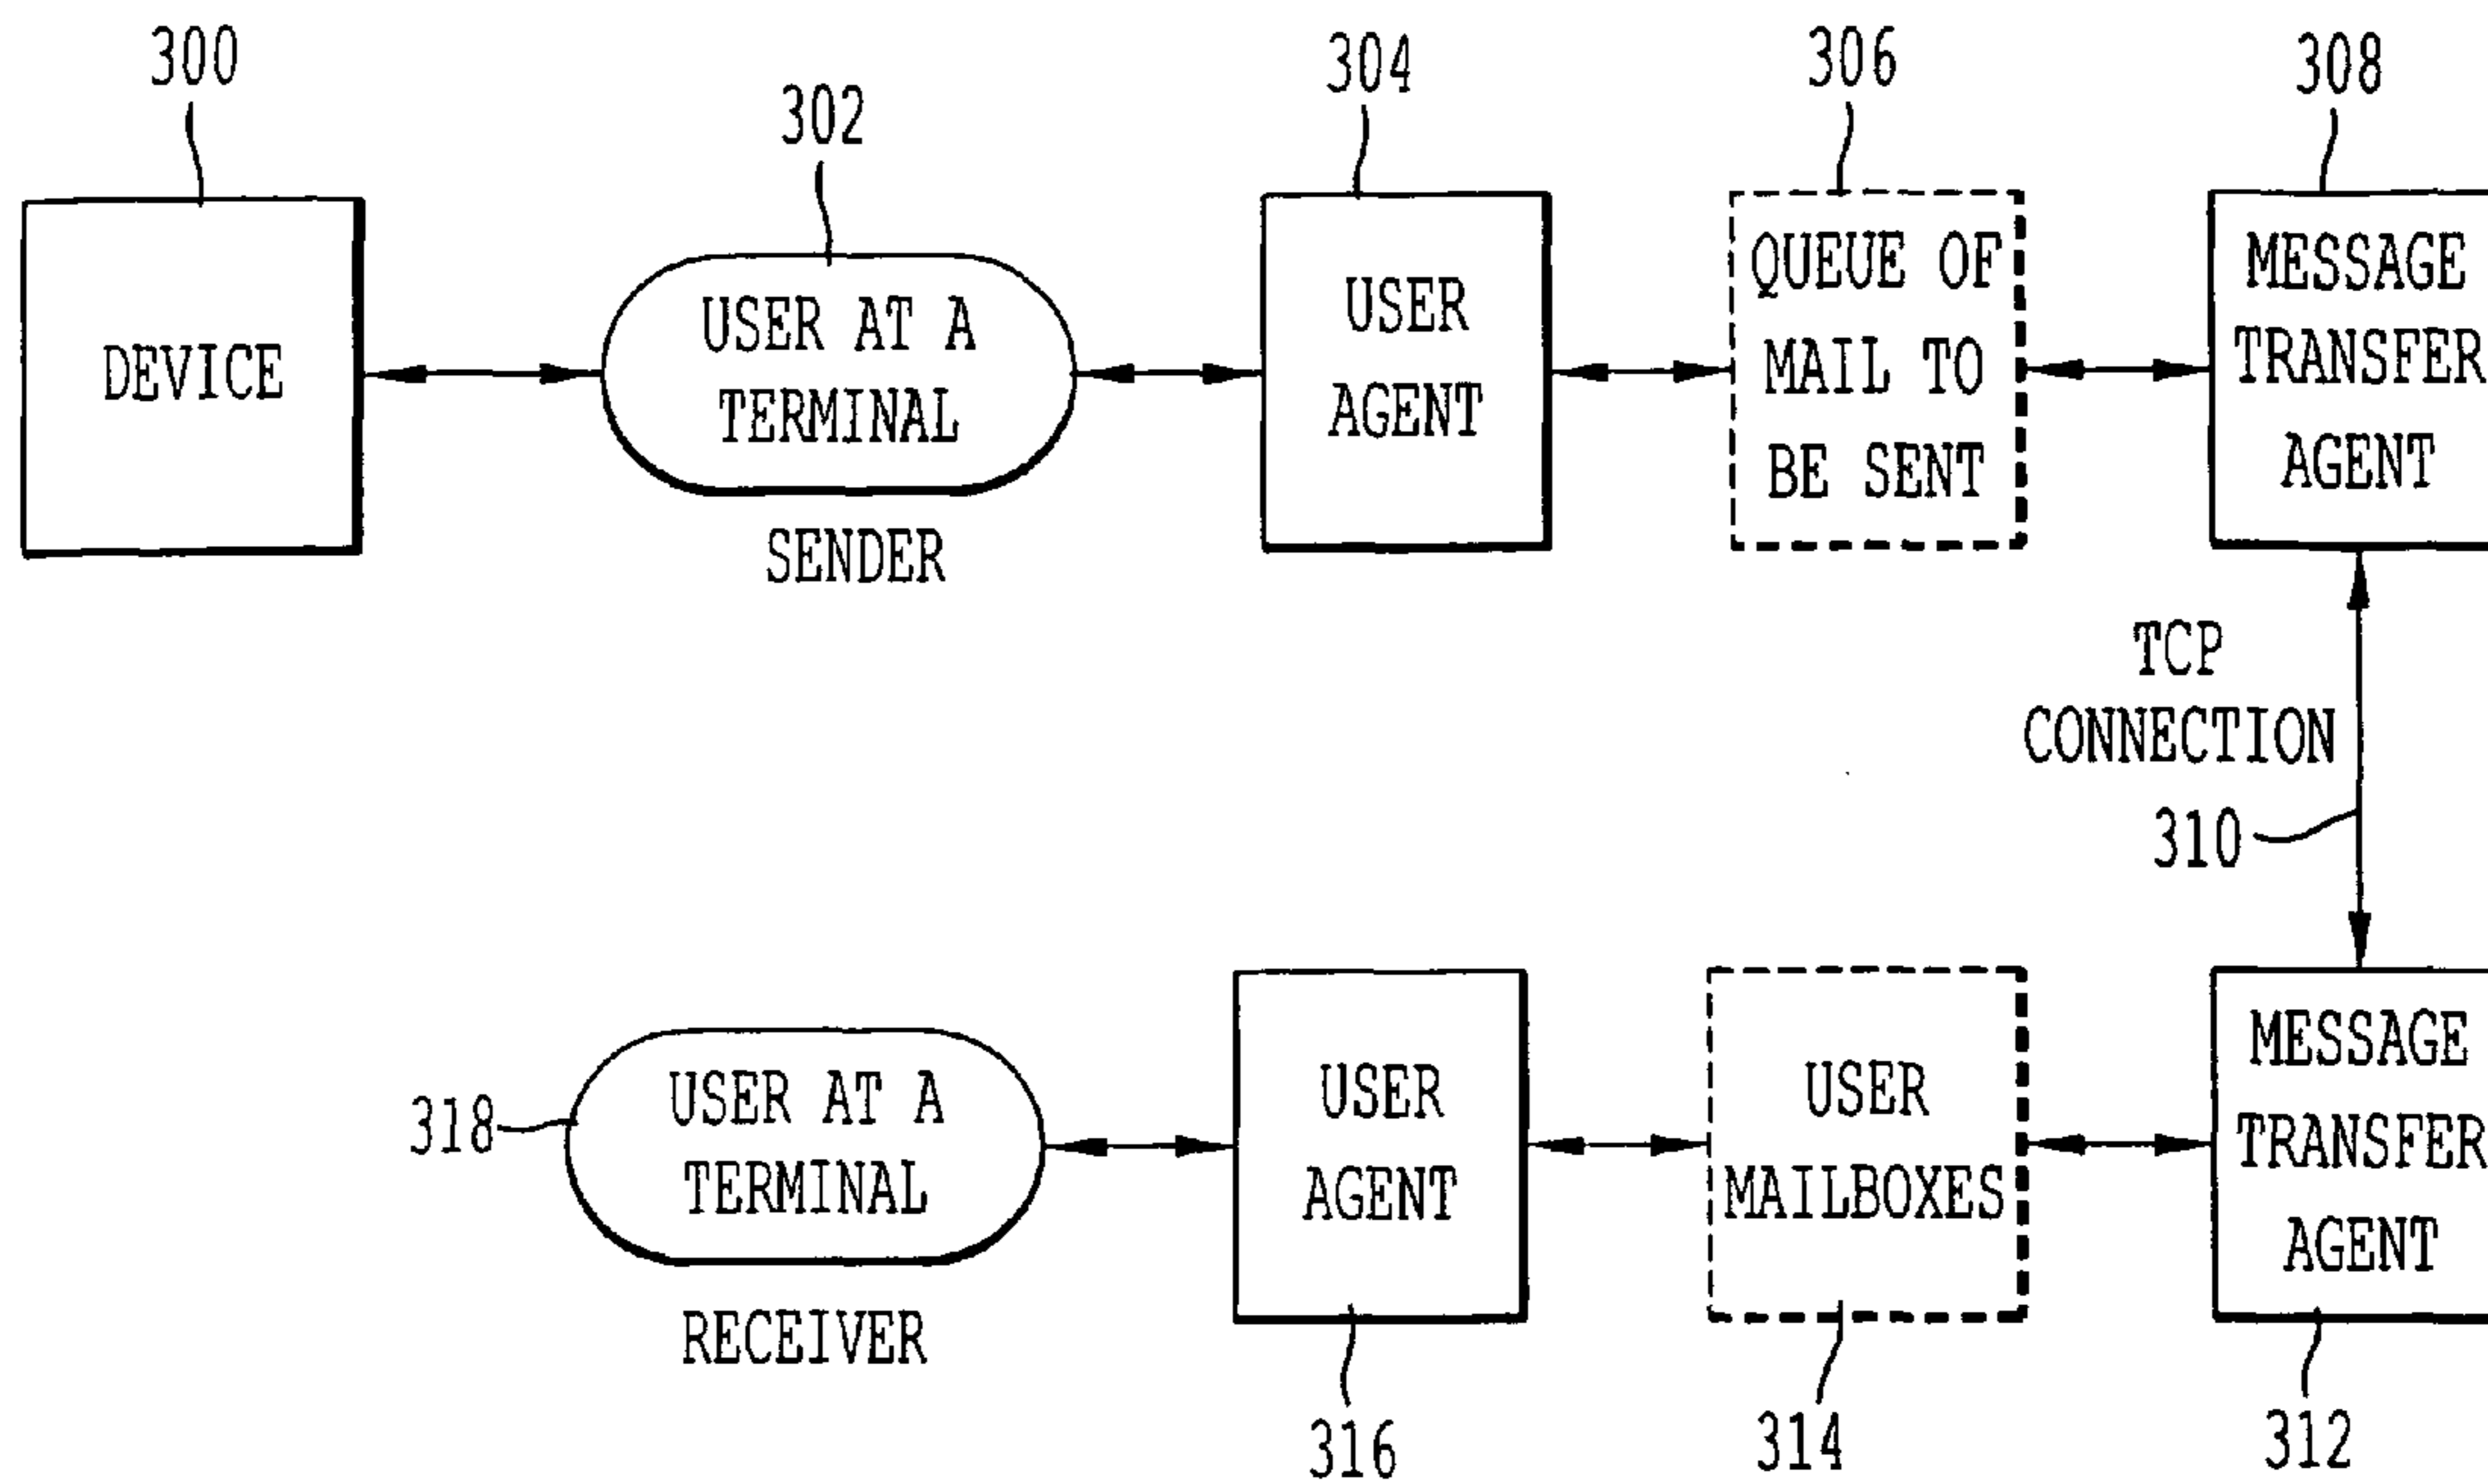 300
302
304
306
308
DEVICE
USER AT A
TERMINAL
SENDER
USER
AGENT
QUEUE OF
MAIL TO
BE SENT
MESSAGE
TRANSFER
AGENT
TCP
CONNECTION
310
318
USER AT A
TERMINAL
RECEIVER
USER
AGENT
316
USER
MAILBOXES
314
MESSAGE
TRANSFER
AGENT
312